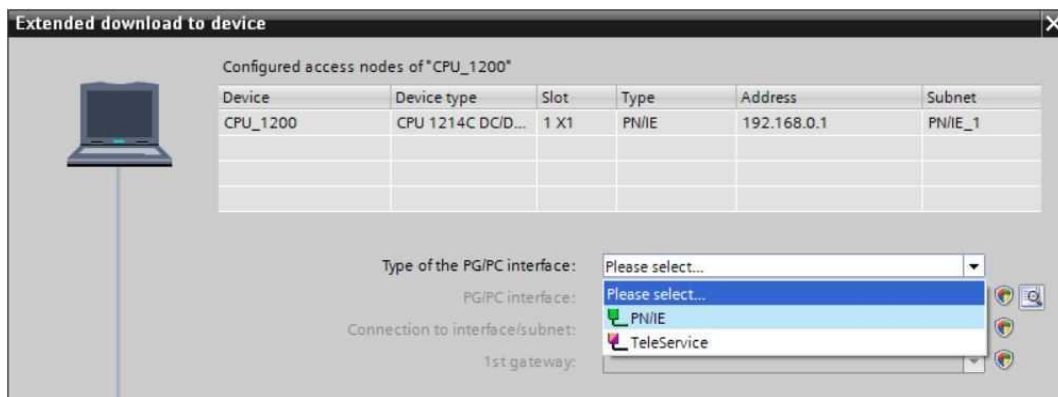 Extended download to device
Configured access nodes of "CPU_1200"
Device Device type Slot Type Address Subnet
CPU_1200 CPU 1214C DC/D... 1 X1 PN/IE 192.168.0.1 PN/IE_1
Type of the PG/PC interface: Please select...
PG/PC interface: Please select...
PN/IE
Connection to interface/subnet:
TeleService
1st gateway: